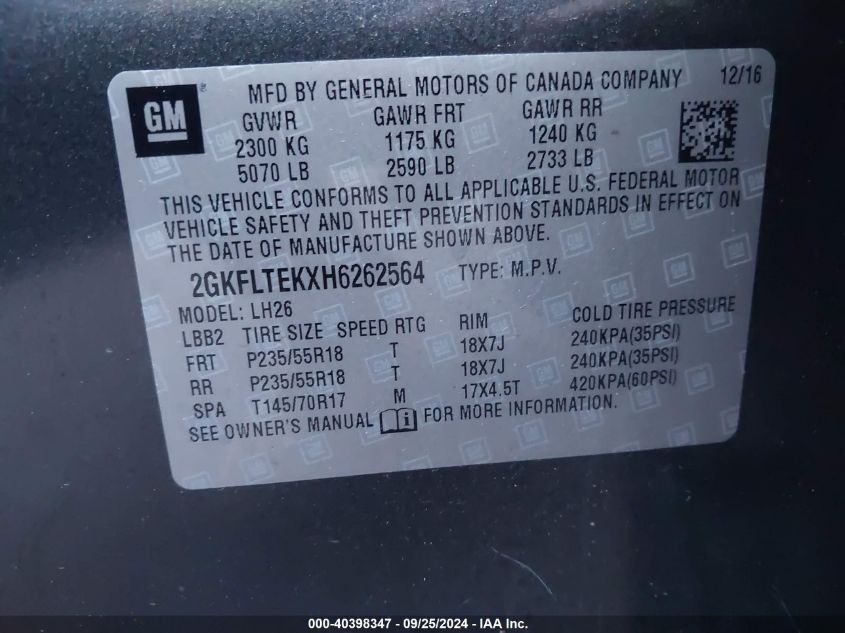 GM
MFD BY GENERAL MOTORS OF CANADA COMPANY 12/16
GVWR GAWR FRT GAWR RR
2300 KG 1175 KG 1240 KG
5070 LB 2590 LB 2733 LB
THIS VEHICLE CONFORMS TO ALL APPLICABLE U.S. FEDERAL MOTOR
VEHICLE SAFETY AND THEFT PREVENTION STANDARDS IN EFFECT ON
THE DATE OF MANUFACTURE SHOWN ABOVE.
2GKFLTEKXH6262564 TYPE: M.P.V.
MODEL: LH26
LBB2 TIRE SIZE SPEED RTG RIM COLD TIRE PRESSURE
FRT P235/55R18 T 18X7J 240KPA(35PSI)
RR P235/55R18 T 18X7J 240KPA(35PSI)
SPA T145/70R17 M 17X4.5T 420KPA(60PSI)
SEE OWNER'S MANUAL FOR MORE INFORMATION.
000-40398347 - 09/25/2024 - IAA Inc.